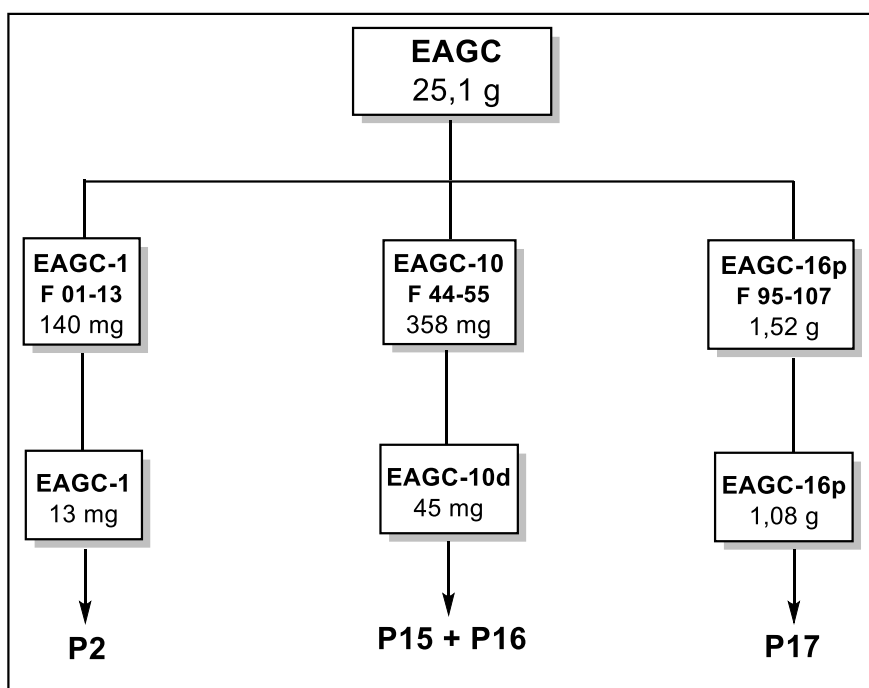 EAGC
25,1 g
EAGC-1
F 01-13
140 mg
EAGC-10
F 44-55
358 mg
EAGC-16p
F 95-107
1,52 g
EAGC-1
13 mg
EAGC-10d
45 mg
EAGC-16p
1,08 g
P2
P15 + P16
P17